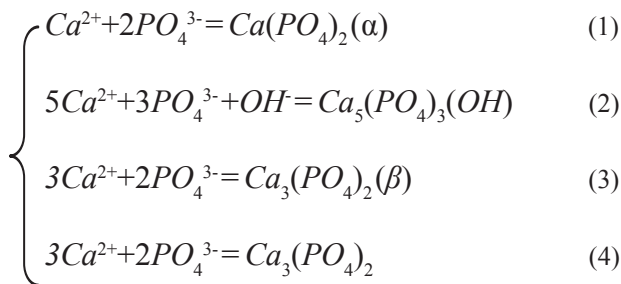 Ca²⁺+2PO₄³⁻=Ca(PO₄)₂(α) (1)
5Ca²⁺+3PO₄³⁻+OH⁻=Ca₅(PO₄)₃(OH) (2)
3Ca²⁺+2PO₄³⁻=Ca₃(PO₄)₂(β) (3)
3Ca²⁺+2PO₄³⁻=Ca₃(PO₄)₂ (4)